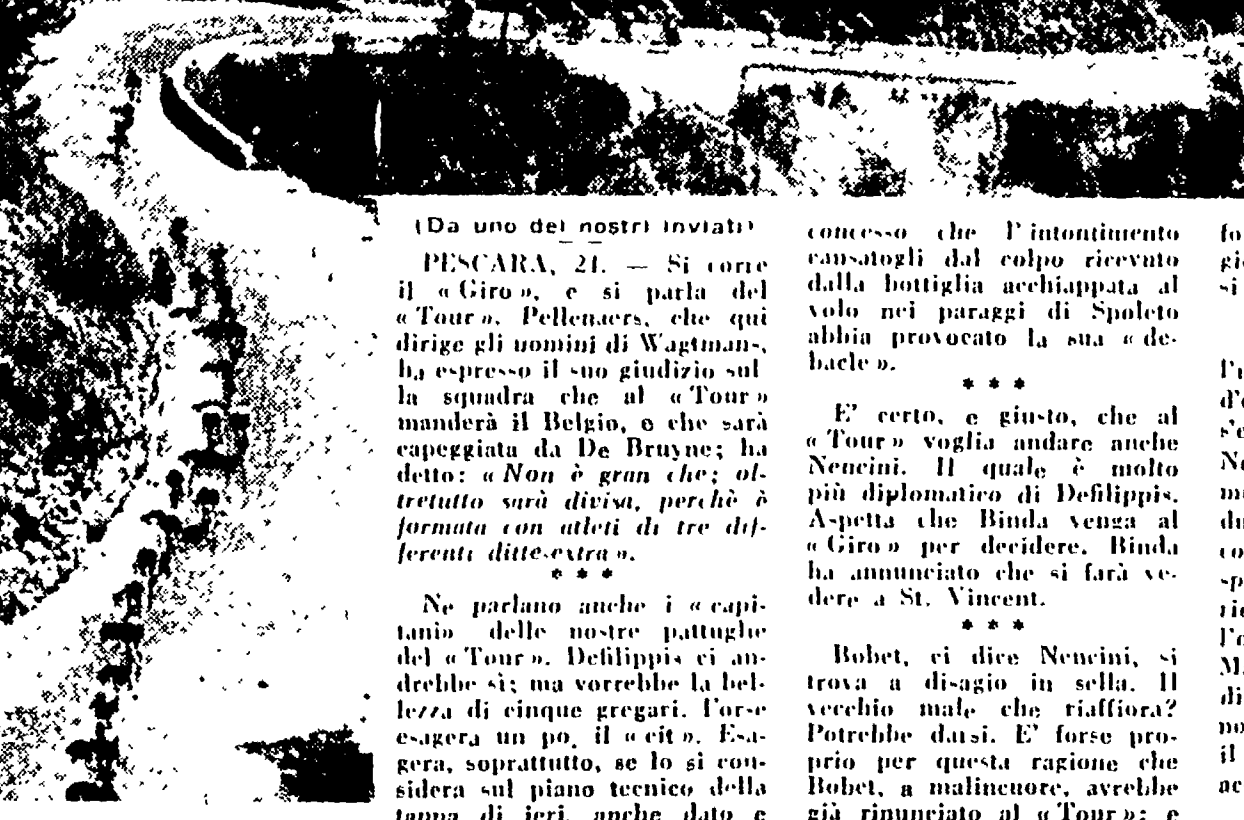 (Da uno dei nostri inviati)
PESCARA, 21. — Si corre
il «Giro», e si parla del
«Tour». Pellenaers, che qui
dirige gli uomini di Wagtmans,
ha espresso il suo giudizio sul
la squadra che al «Tour»
manderà il Belgio, e che sarà
capeggiata da De Bruyne; ha
detto: «Non è gran che; ol-
tretutto sarà divisa, perchè è
formata con atleti di tre dif-
ferenti ditte-extra».
* * *
Ne parlano anche i «capi-
tani» delle nostre pattuglie
del «Tour». Defilippis ci an-
drebbe sì; ma vorrebbe la bel-
lezza di cinque gregari. Forse
esagera un po, il «cit». Esa-
gera, soprattutto, se lo si con-
sidera sul piano tecnico della
tappa di ieri, anche dato e
concesso che l'intontimento
causatogli dal colpo ricevuto
dalla bottiglia acchiappata al
volo nei paraggi di Spoleto
abbia provocato la sua «de-
bacle».
* * *
E' certo, e giusto, che al
«Tour» voglia andare anche
Nencini. Il quale è molto
più diplomatico di Defilippis.
Aspetta che Binda venga al
«Giro» per decidere. Binda
ha annunciato che si farà ve-
dere a St. Vincent.
* * *
Bobet, ci dice Nencini, si
trova a disagio in sella. Il
vecchio male che riaffiora?
Potrebbe darsi. E' forse pro-
prio per questa ragione che
Bobet, a malincuore, avrebbe
già rinunciato al «Tour»; e